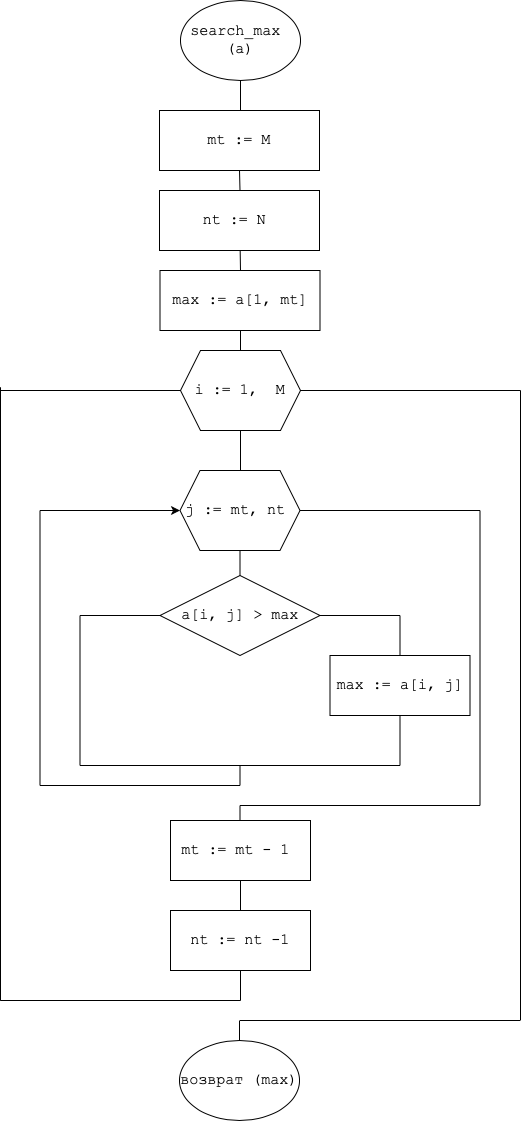 search_max
(a)
mt := M
nt := N
max := a[1, mt]
i := 1,  M
j := mt, nt
a[i, j] > max
max := a[i, j]
mt := mt - 1
nt := nt -1
возврат (max)